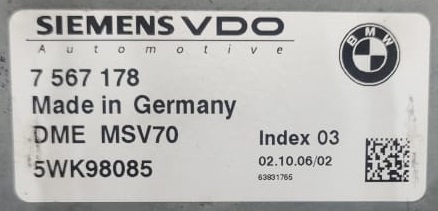 SIEMENS VDO
Automotive
BMW
7 567 178
Made in Germany
DME MSV70
Index 03
5WK98085
02.10.06/02
63831765